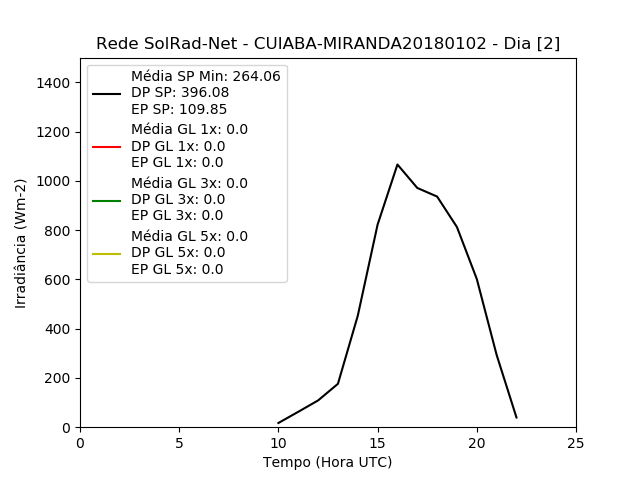 Rede SolRad-Net - CUIABA-MIRANDA20180102 - Dia [2]
Média SP Min: 264.06
DP SP: 396.08
EP SP: 109.85
Média GL 1x: 0.0
DP GL 1x: 0.0
EP GL 1x: 0.0
Média GL 3x: 0.0
DP GL 3x: 0.0
EP GL 3x: 0.0
Média GL 5x: 0.0
DP GL 5x: 0.0
EP GL 5x: 0.0
Irradiância (Wm-2)
1400
1200
1000
800
600
400
200
0
0 5 10 15 20 25
Tempo (Hora UTC)